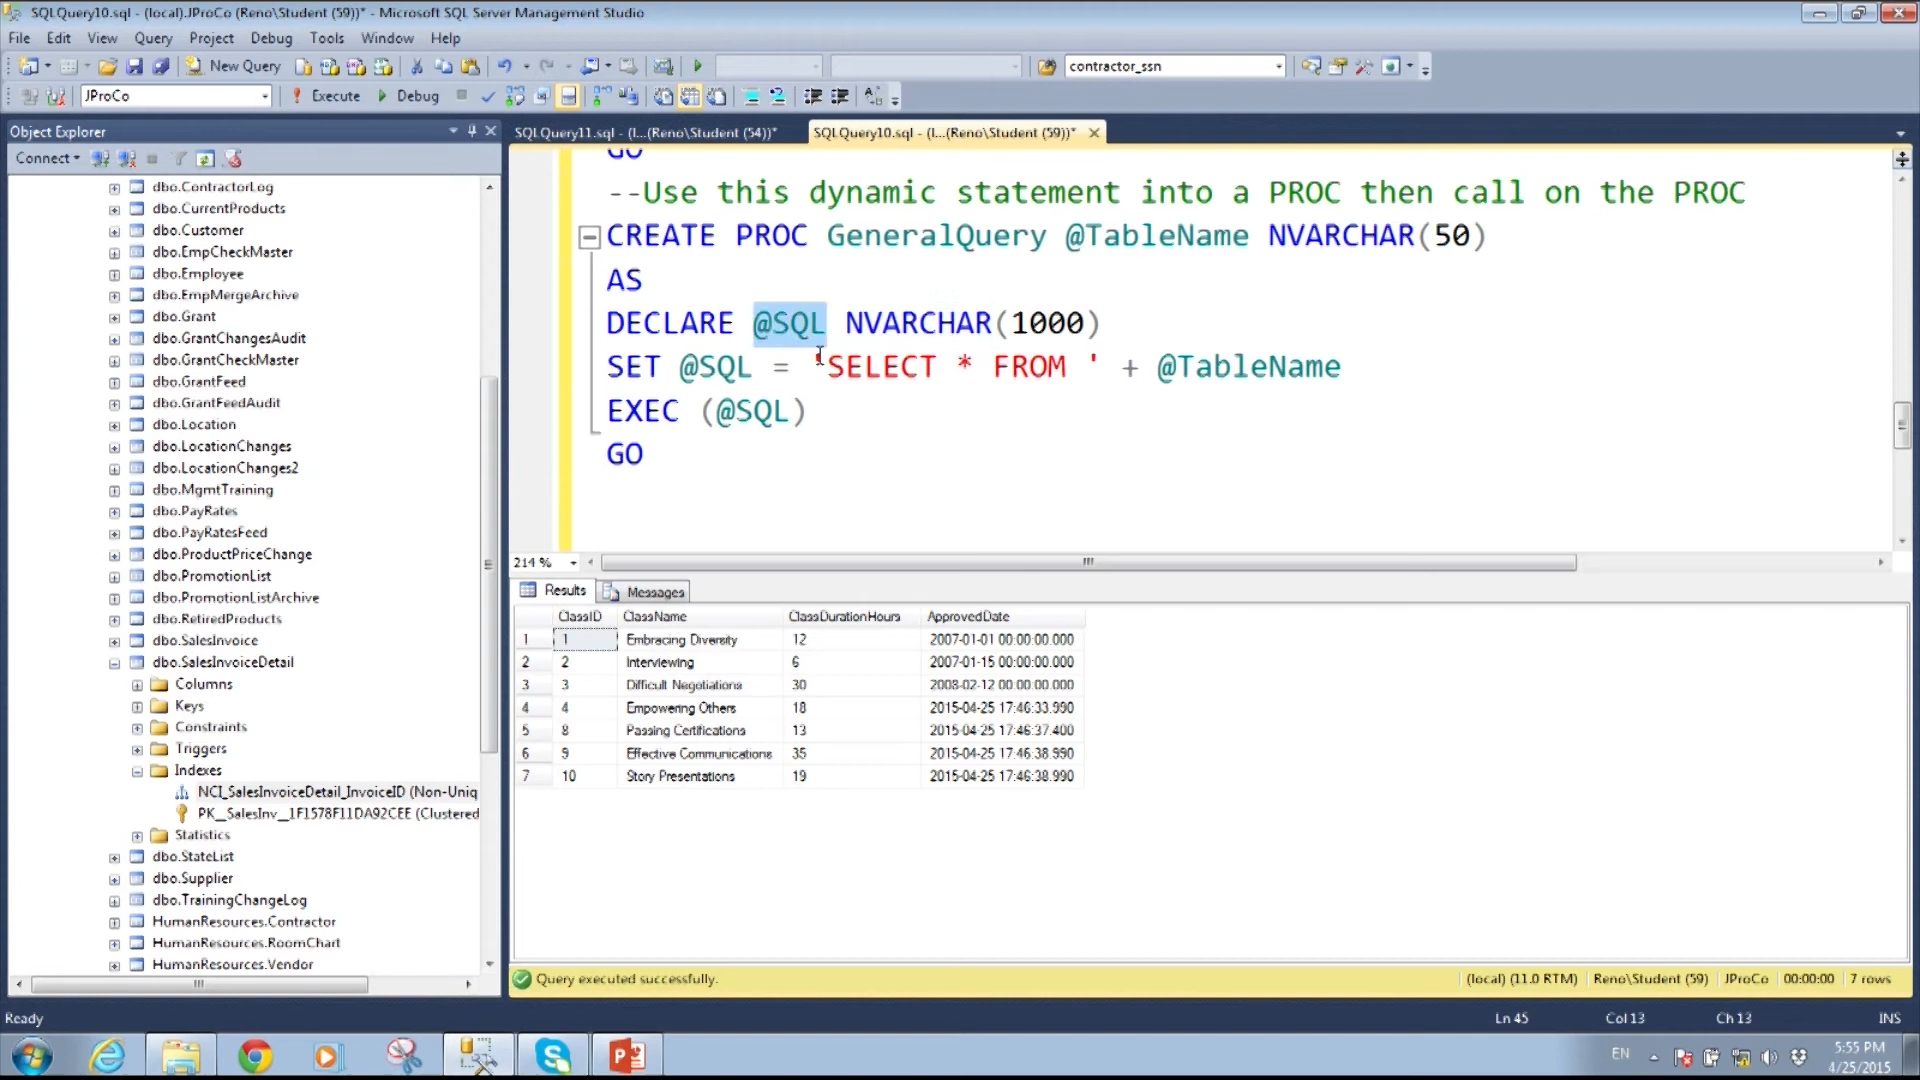 SQLQuery10.sql - (local).JProCo (Reno\Student (59))* - Microsoft SQL Server Management Studio
File Edit View Query Project Debug Tools Window Help
New Query contractor_ssn
JProCo Execute Debug
Object Explorer
SQLQuery11.sql - (l...(Reno\Student (54))* SQLQuery10.sql - (l...(Reno\Student (59))*
Connect
dbo.ContractorLog
dbo.CurrentProducts
dbo.Customer
dbo.EmpCheckMaster
dbo.Employee
dbo.EmpMergeArchive
dbo.Grant
dbo.GrantChangesAudit
dbo.GrantCheckMaster
dbo.GrantFeed
dbo.GrantFeedAudit
dbo.Location
dbo.LocationChanges
dbo.LocationChanges2
dbo.MgmtTraining
dbo.PayRates
dbo.PayRatesFeed
dbo.ProductPriceChange
dbo.PromotionList
dbo.PromotionListArchive
dbo.RetiredProducts
dbo.SalesInvoice
dbo.SalesInvoiceDetail
Columns
Keys
Constraints
Triggers
Indexes
NCI_SalesInvoiceDetail_InvoiceID (Non-Uniq
PK__SalesInv__1F1578F11DA92CEE (Clustered
Statistics
dbo.StateList
dbo.Supplier
dbo.TrainingChangeLog
HumanResources.Contractor
HumanResources.RoomChart
HumanResources.Vendor
GO
--Use this dynamic statement into a PROC then call on the PROC
CREATE PROC GeneralQuery @TableName NVARCHAR(50)
AS
DECLARE @SQL NVARCHAR(1000)
SET @SQL = 'SELECT * FROM ' + @TableName
EXEC (@SQL)
GO
214 %
Results Messages
ClassID ClassName ClassDurationHours ApprovedDate
1 1 Embracing Diversity 12 2007-01-01 00:00:00.000
2 2 Interviewing 6 2007-01-15 00:00:00.000
3 3 Difficult Negotiations 30 2008-02-12 00:00:00.000
4 4 Empowering Others 18 2015-04-25 17:46:33.990
5 8 Passing Certifications 13 2015-04-25 17:46:37.400
6 9 Effective Communications 35 2015-04-25 17:46:38.990
7 10 Story Presentations 19 2015-04-25 17:46:38.990
Query executed successfully. (local) (11.0 RTM) Reno\Student (59) JProCo 00:00:00 7 rows
Ready Ln 45 Col 13 Ch 13 INS
EN 5:55 PM
4/25/2015